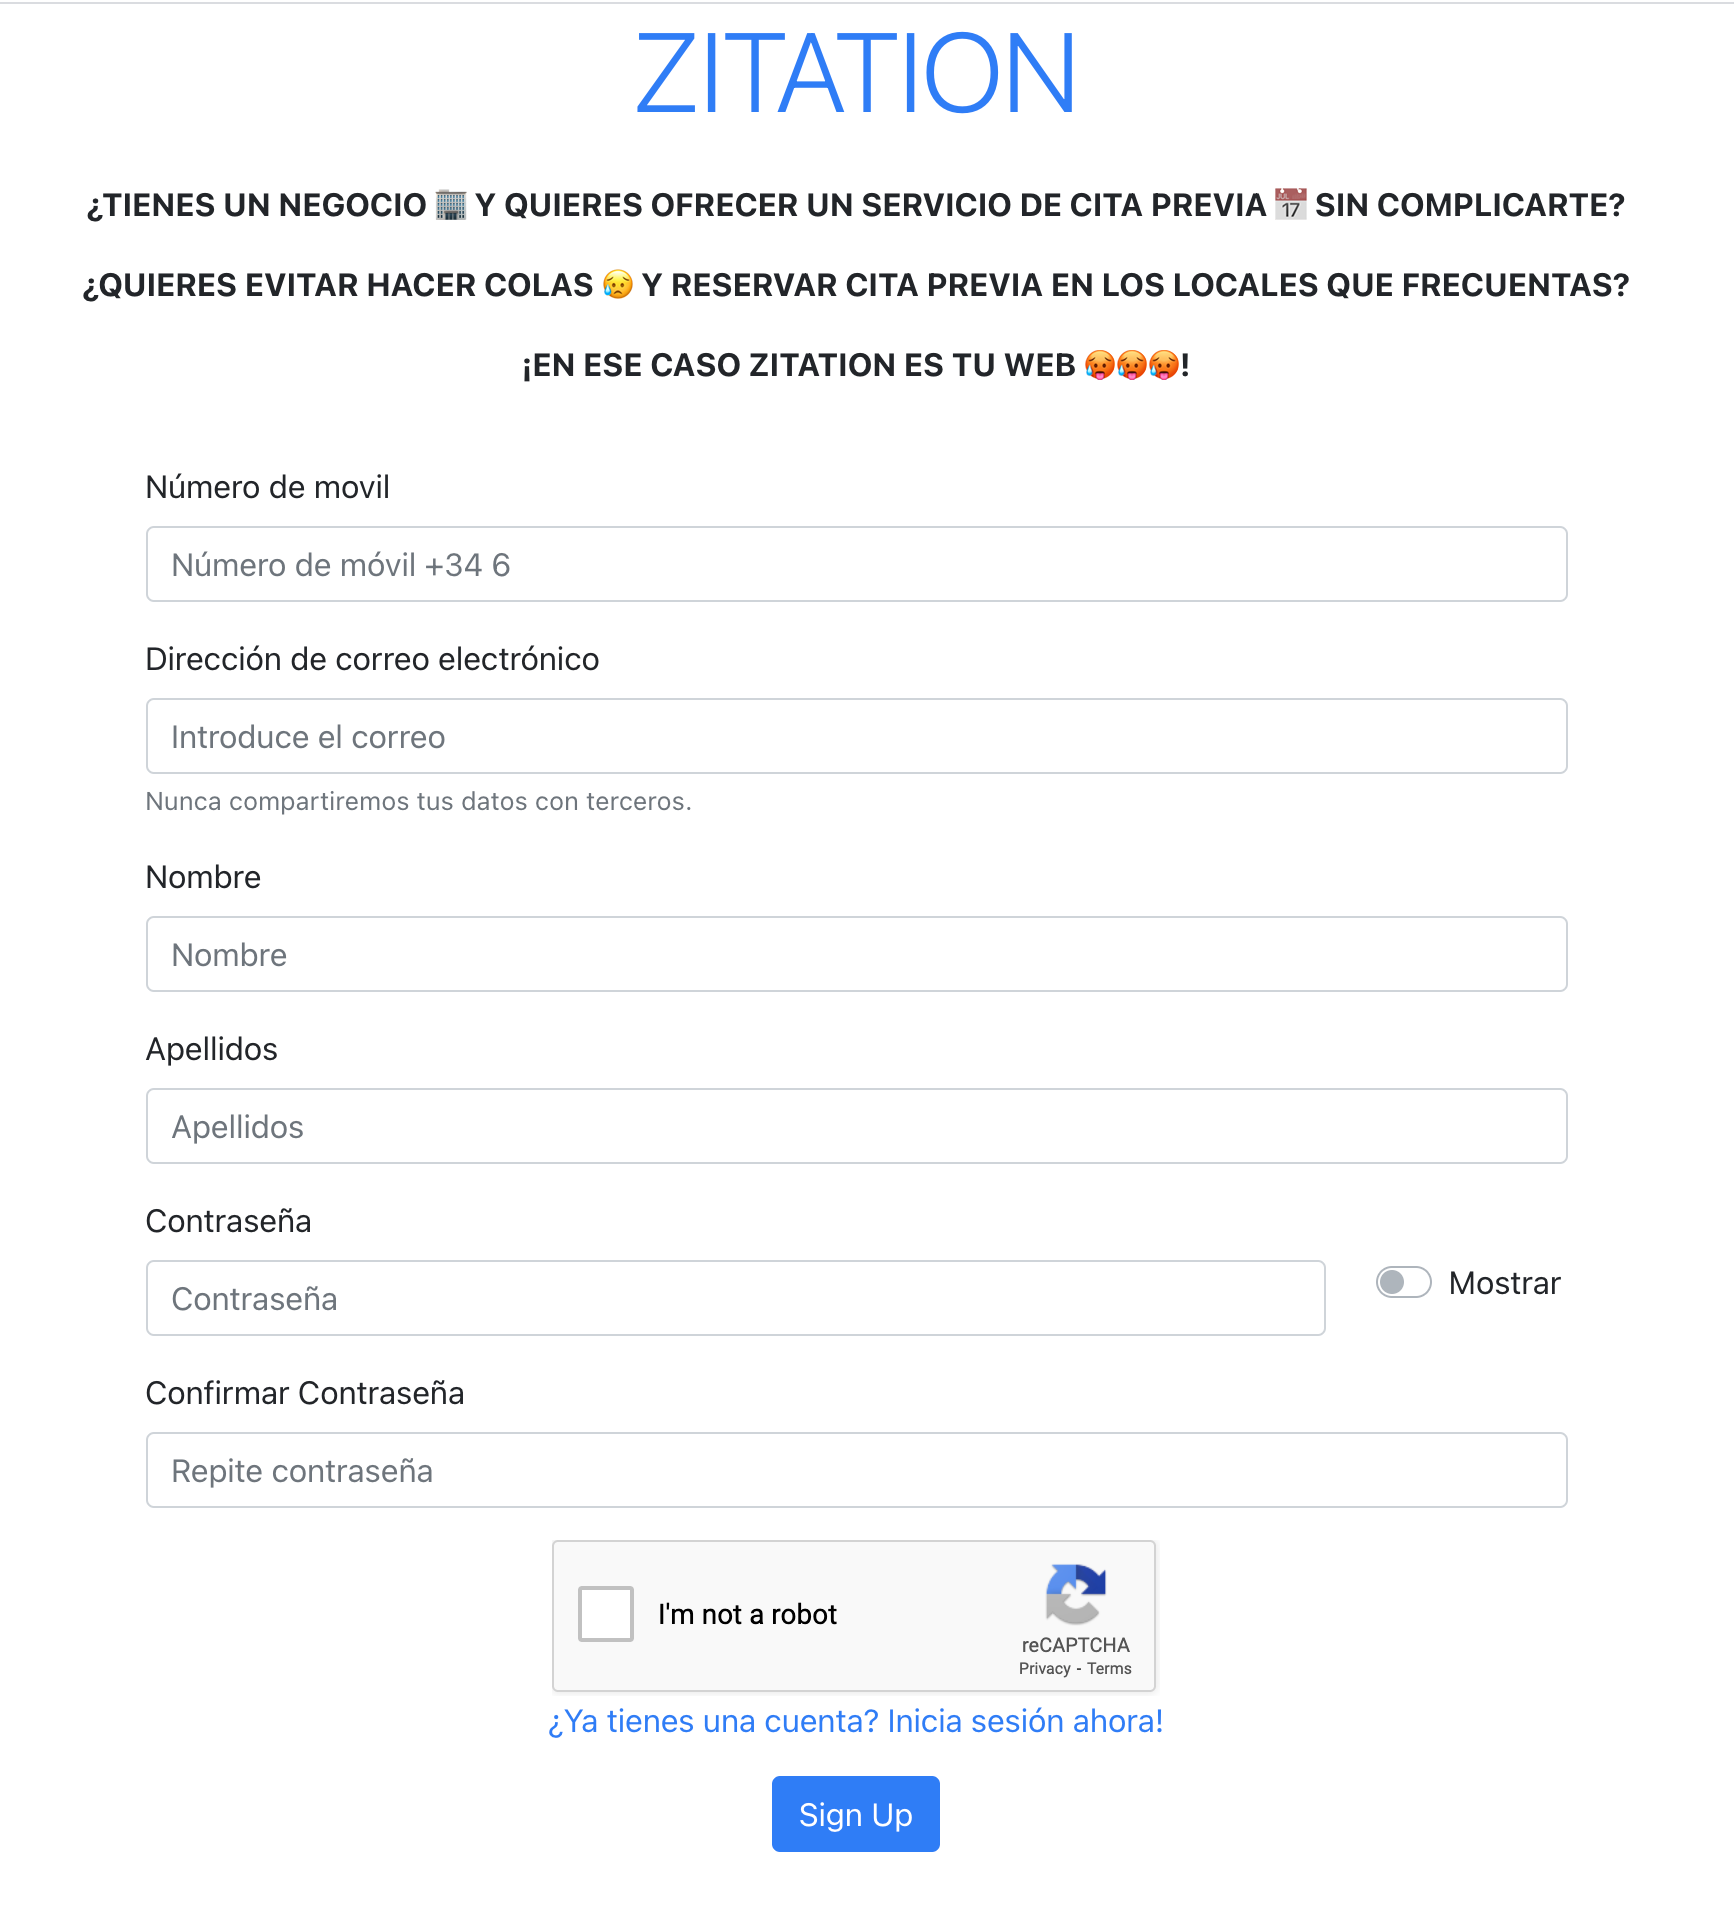 ZITATION
¿TIENES UN NEGOCIO 🏢 Y QUIERES OFRECER UN SERVICIO DE CITA PREVIA 📅 SIN COMPLICARTE?
¿QUIERES EVITAR HACER COLAS 😥 Y RESERVAR CITA PREVIA EN LOS LOCALES QUE FRECUENTAS?
¡EN ESE CASO ZITATION ES TU WEB 🥵🥵🥵!
Número de movil
Número de móvil +34 6
Dirección de correo electrónico
Introduce el correo
Nunca compartiremos tus datos con terceros.
Nombre
Nombre
Apellidos
Apellidos
Contraseña
Contraseña
Mostrar
Confirmar Contraseña
Repite contraseña
I'm not a robot
reCAPTCHA
Privacy - Terms
¿Ya tienes una cuenta? Inicia sesión ahora!
Sign Up